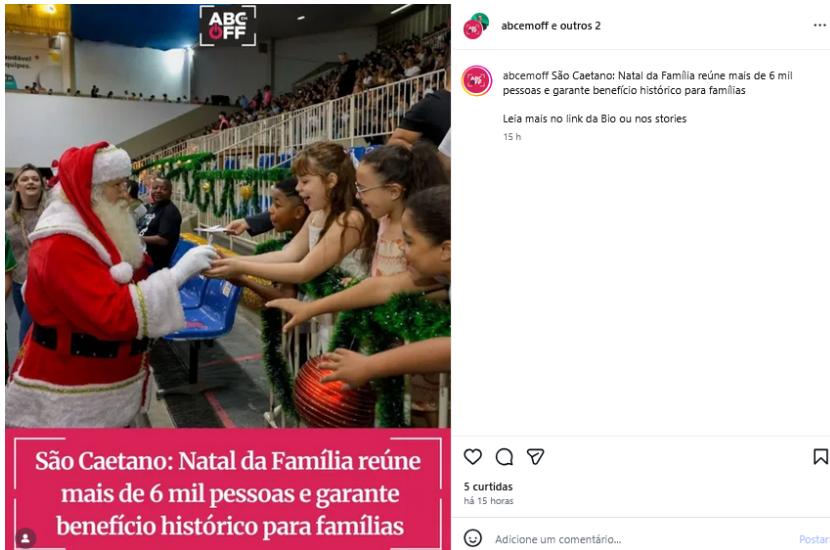 ABC
OFF
abcemoff e outros 2
abcemoff São Caetano: Natal da Família reúne mais de 6 mil
pessoas e garante benefício histórico para famílias
Leia mais no link da Bio ou nos stories
15 h
São Caetano: Natal da Família reúne
mais de 6 mil pessoas e garante
benefício histórico para famílias
5 curtidas
há 15 horas
Adicione um comentário...
Postar